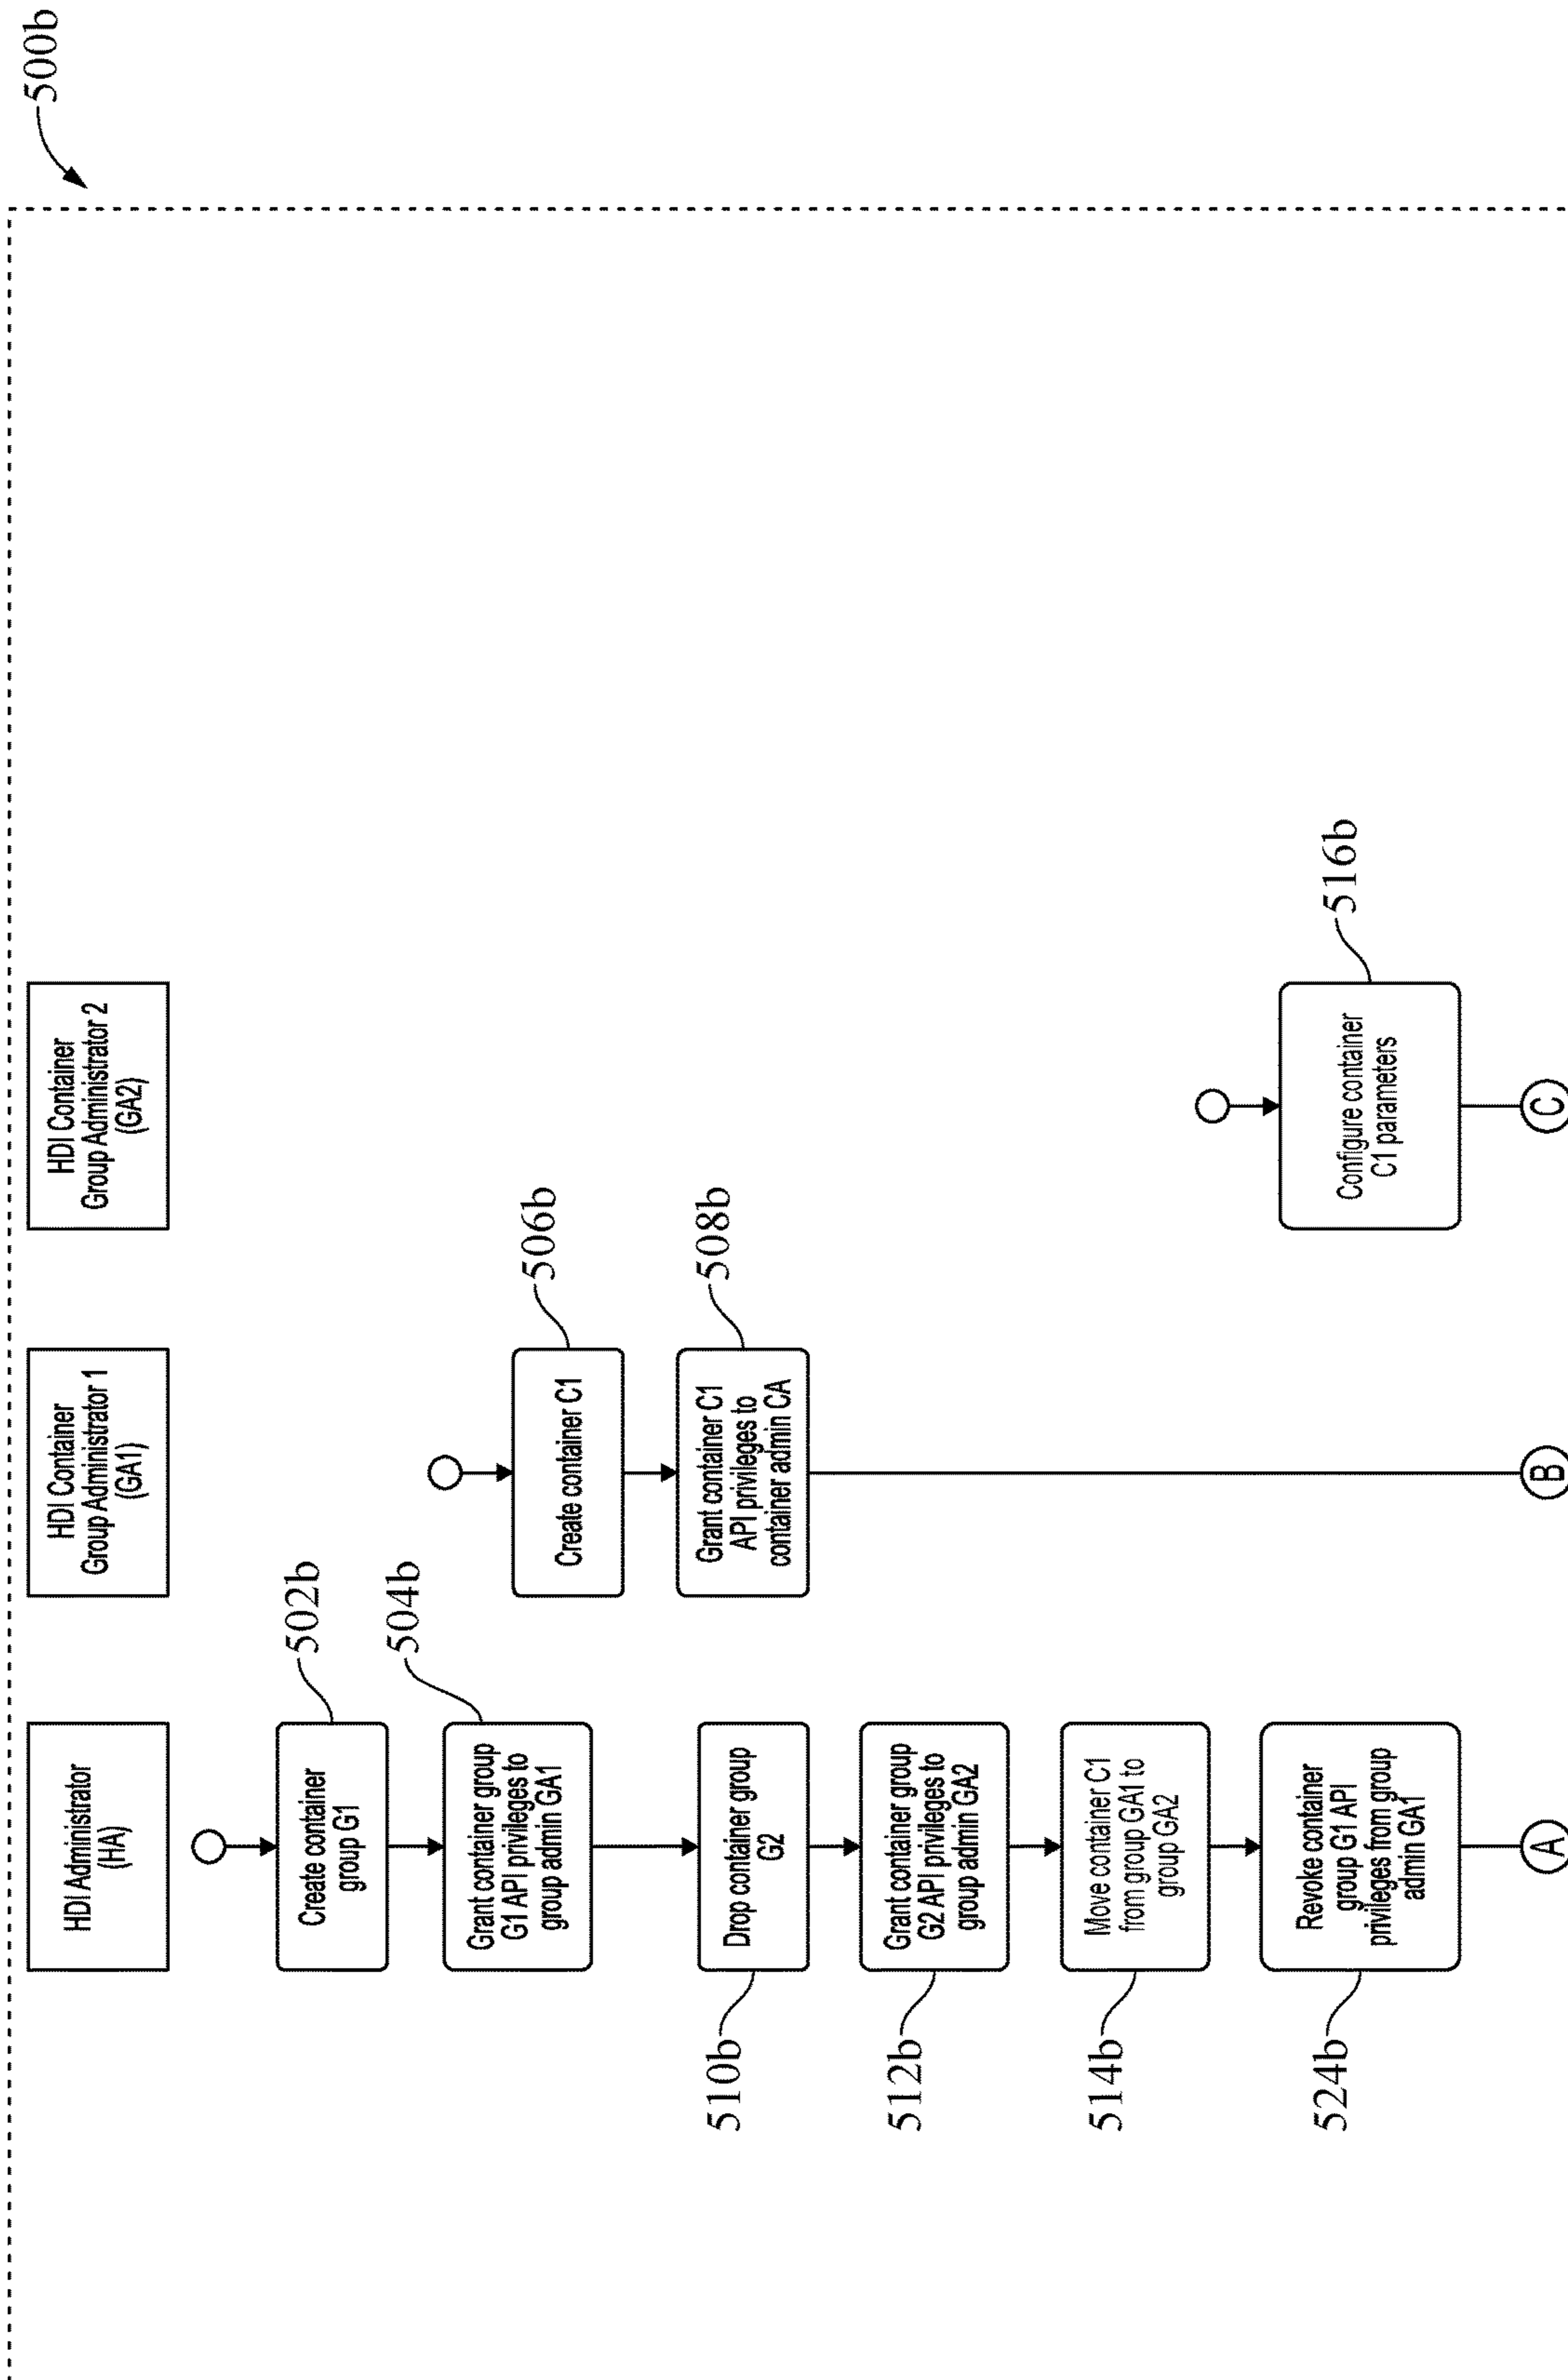 500b
HDI Administrator
(HA)
HDI Container
Group Administrator 1
(GA1)
HDI Container
Group Administrator 2
(GA2)
Create container
group G1
502b
Grant container group
G1 API privileges to
group admin GA1
504b
Create container C1
506b
Grant container C1
API privileges to
container admin CA
508b
Drop container group
G2
510b
Grant container group
G2 API privileges to
group admin GA2
512b
Move container C1
from group GA1 to
group GA2
514b
Configure container
C1 parameters
516b
Revoke container
group G1 API
privileges from group
admin GA1
524b
A
B
C